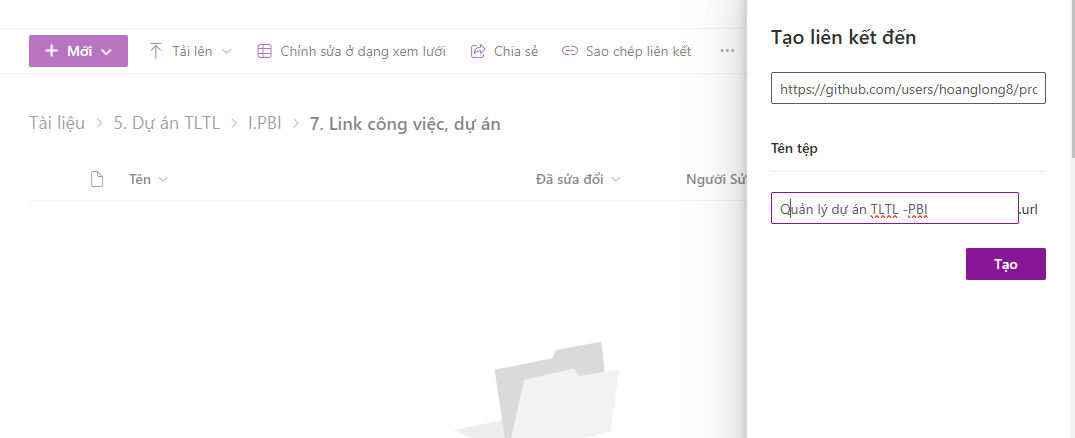 Mới
Tải lên
Chỉnh sửa ở dạng xem lưới
Chia sẻ
Sao chép liên kết
Tài liệu > 5. Dự án TLTL > I.PBI > 7. Link công việc, dự án
Tên
Đã sửa đổi
Người Sử
Tạo liên kết đến
https://github.com/users/hoanglong8/prc
Tên tệp
Quản lý dự án TLTL -PBI .url
Tạo